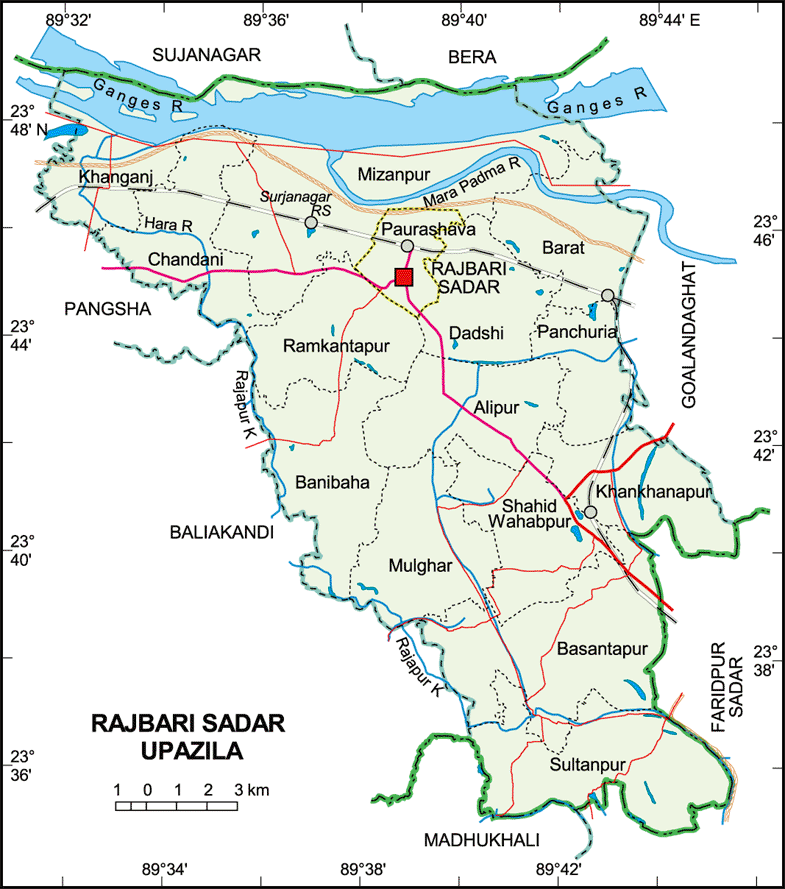 89°32'
89°36'
89°40'
89°44' E
SUJANAGAR
BERA
Ganges R
Ganges R
23°
48' N
Khanganj
Mizanpur
Mara Padma R
Surjanagar
RS
Hara R
Paurashava
Barat
23°
46'
Chandani
RAJBARI
SADAR
PANGSHA
GOALANDAGHAT
23°
44'
Ramkantapur
Dadshi
Panchuria
Rajapur K
Alipur
23°
42'
Banibaha
Khankhanapur
Shahid
Wahabpur
BALIAKANDI
23°
40'
Mulghar
Basantapur
23°
38'
Rajapur K
FARIDPUR
SADAR
RAJBARI SADAR
UPAZILA
23°
36'
Sultanpur
1 0 1 2 3 km
MADHUKHALI
89°34'
89°38'
89°42'